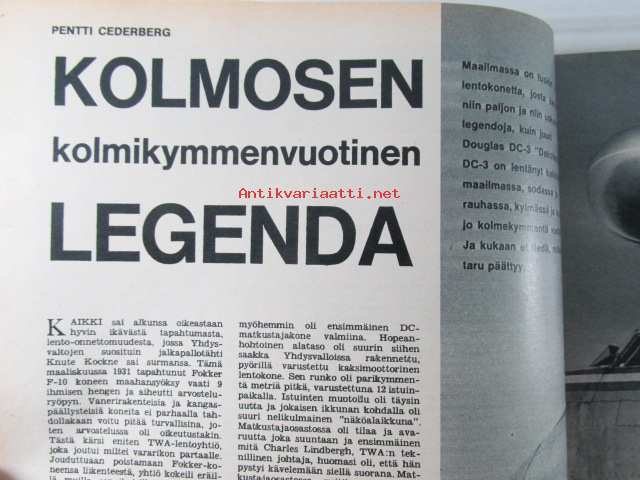 PENTTI CEDERBERG
KOLMOSEN
kolmikymmenvuotinen
Antikvariaatti.net
LEGENDA
Maailmassa on
lentokonetta, josta
niin paljon ja niin
legendoja, kuin juuri
Douglas DC-3
DC-3 on lentänyt
maailmassa, sodassa
rauhassa, kylmässä
jo kolmekymmentä
Ja kukaan ei tiedä,
taru päättyy.
KAIKKI sai alkunsa oikeastaan
hyvin ikävästä tapahtumasta,
lento-onnettomuudesta, jossa Yhdys-
valtojen suosituin jalkapallotähti
Knute Rockne sai surmansa. Tämä
maaliskuussa 1931 tapahtunut Fokker
F-10 koneen maahansyöksy vaati 9
ihmisen hengen ja aiheutti arvostelu-
ryöpyn. Vanerirakenteisia ja kangas-
päällysteisiä koneita ei parhaalla tah-
dollakaan voitu pitää turvallisina, jo-
ten arvostelussa oli oikeutustakin.
Tästä kärsi eniten TWA-lentoyhtiö,
joka joutui miltei vararikon partaalle.
Jouduttuaan poistamaan Fokker-ko-
neensa liikenteestä, yhtiö kokeili eräil-
myöhemmin oli ensimmäinen DC-
matkustajakone valmiina. Hopean-
hohtoinen alataso oli suurin siihen
saakka Yhdysvalloissa rakennettu,
pyörillä varustettu kaksimoottorinen
lentokone. Sen runko oli parikymmen-
tä metriä pitkä, varustettuna 12 istuin-
paikalla. Istuinten muotoilu oli täysin
uutta ja jokaisen ikkunan kohdalla oli
suuri nelikulmainen "näköalaikkuna".
Matkustajaosastossa oli tilaa ja ava-
ruutta joka suuntaan ja ensimmäinen
mitä Charles Lindbergh, TWA:n tek-
nillinen johtaja, huomasi oli, että hän
pystyi kävelemään siellä suorana. Mat-